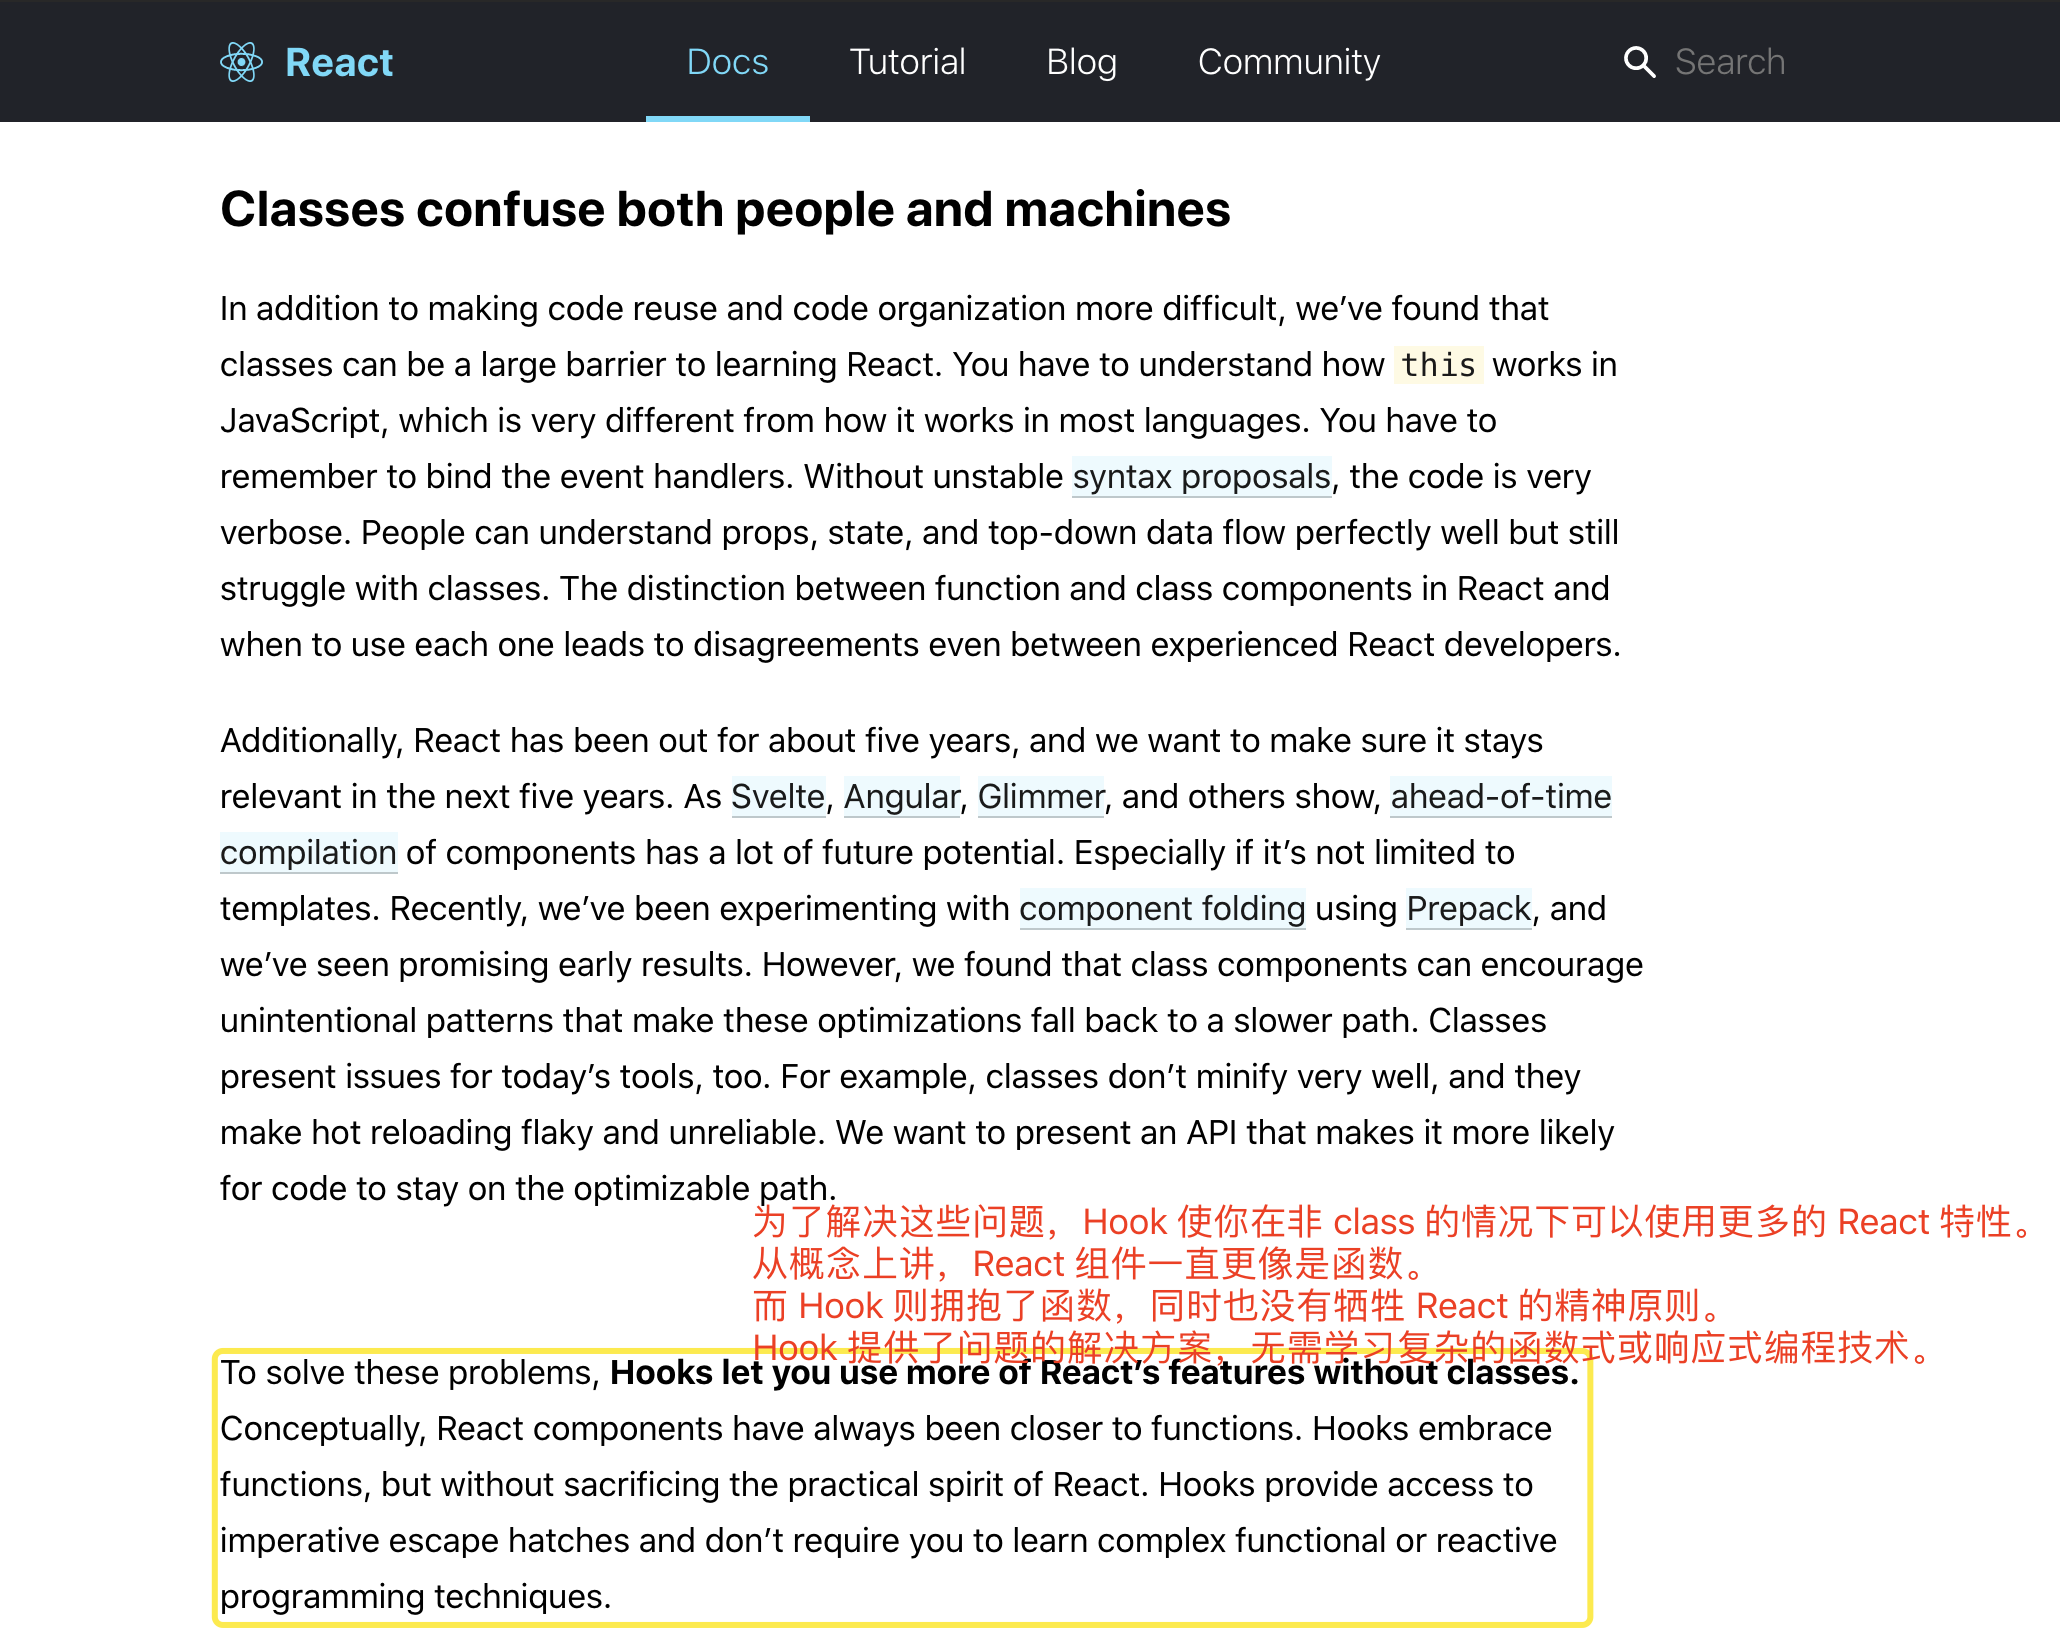 React Docs Tutorial Blog Community Search
Classes confuse both people and machines
In addition to making code reuse and code organization more difficult, we’ve found that
classes can be a large barrier to learning React. You have to understand how this works in
JavaScript, which is very different from how it works in most languages. You have to
remember to bind the event handlers. Without unstable syntax proposals, the code is very
verbose. People can understand props, state, and top-down data flow perfectly well but still
struggle with classes. The distinction between function and class components in React and
when to use each one leads to disagreements even between experienced React developers.
Additionally, React has been out for about five years, and we want to make sure it stays
relevant in the next five years. As Svelte, Angular, Glimmer, and others show, ahead-of-time
compilation of components has a lot of future potential. Especially if it’s not limited to
templates. Recently, we’ve been experimenting with component folding using Prepack, and
we’ve seen promising early results. However, we found that class components can encourage
unintentional patterns that make these optimizations fall back to a slower path. Classes
present issues for today’s tools, too. For example, classes don’t minify very well, and they
make hot reloading flaky and unreliable. We want to present an API that makes it more likely
for code to stay on the optimizable path.
为了解决这些问题，Hook 使你在非 class 的情况下可以使用更多的 React 特性。
从概念上讲，React 组件一直更像是函数。
而 Hook 则拥抱了函数，同时也没有牺牲 React 的精神原则。
Hook 提供了问题的解决方案，无需学习复杂的函数式或响应式编程技术。
To solve these problems, Hooks let you use more of React’s features without classes.
Conceptually, React components have always been closer to functions. Hooks embrace
functions, but without sacrificing the practical spirit of React. Hooks provide access to
imperative escape hatches and don’t require you to learn complex functional or reactive
programming techniques.